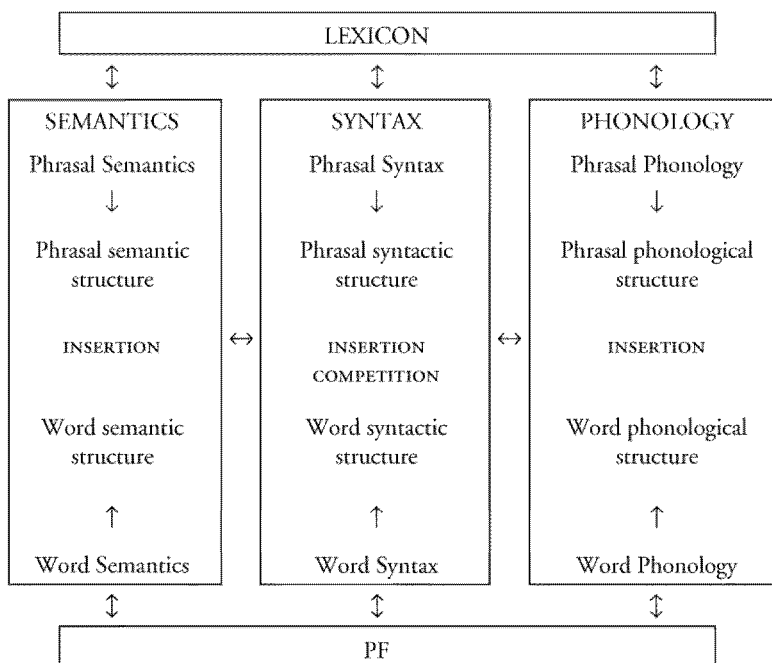 LEXICON
SEMANTICS
Phrasal Semantics
↓
Phrasal semantic
structure
INSERTION
Word semantic
structure
↑
Word Semantics
SYNTAX
Phrasal Syntax
↓
Phrasal syntactic
structure
INSERTION
COMPETITION
Word syntactic
structure
↑
Word Syntax
PHONOLOGY
Phrasal Phonology
↓
Phrasal phonological
structure
INSERTION
Word phonological
structure
↑
Word Phonology
PF